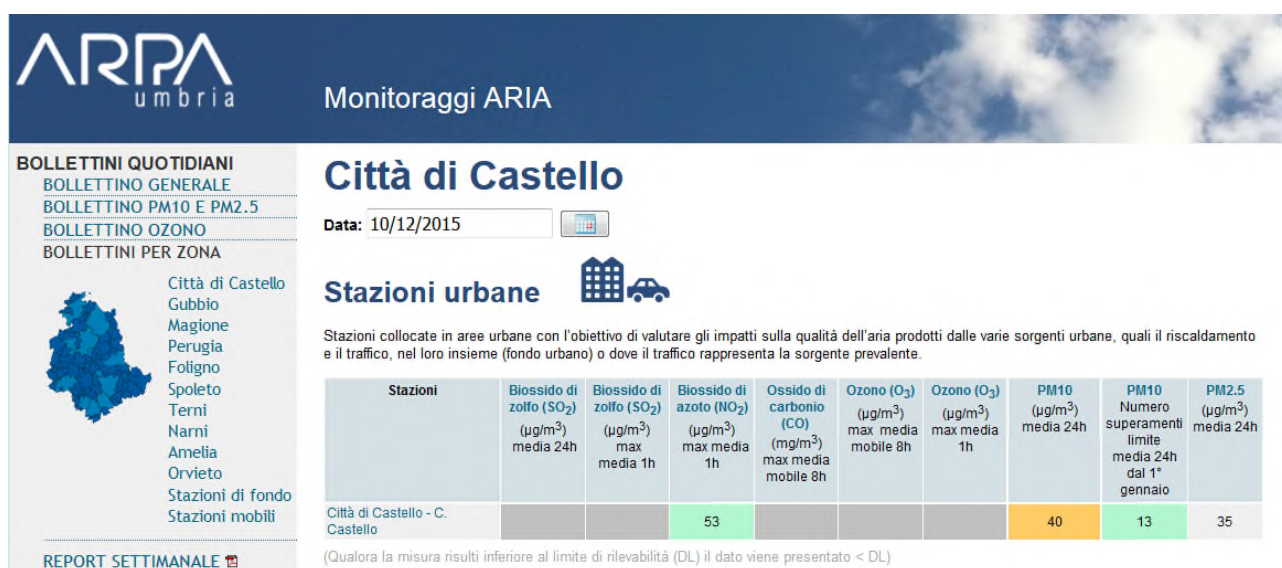 ARPA
umbria
Monitoraggi ARIA
BOLLETTINI QUOTIDIANI
BOLLETTINO GENERALE
BOLLETTINO PM10 E PM2.5
BOLLETTINO OZONO
BOLLETTINI PER ZONA
Città di Castello
Gubbio
Magione
Perugia
Foligno
Spoleto
Terni
Narni
Amelia
Orvieto
Stazioni di fondo
Stazioni mobili
REPORT SETTIMANALE
Città di Castello
Data: 10/12/2015
Stazioni urbane
Stazioni collocate in aree urbane con l'obiettivo di valutare gli impatti sulla qualità dell'aria prodotti dalle varie sorgenti urbane, quali il riscaldamento
e il traffico, nel loro insieme (fondo urbano) o dove il traffico rappresenta la sorgente prevalente.
Stazioni
Biossido di
zolfo (SO2)
(µg/m3)
media 24h
Biossido di
zolfo (SO2)
(µg/m3)
max
media 1h
Biossido di
azoto (NO2)
(µg/m3)
max media
1h
Ossido di
carbonio
(CO)
(mg/m3)
max media
mobile 8h
Ozono (O3)
(µg/m3)
max media
mobile 8h
Ozono (O3)
(µg/m3)
max media
1h
PM10
(µg/m3)
media 24h
PM10
Numero
superamenti
limite
media 24h
dal 1°
gennaio
PM2.5
(µg/m3)
media 24h
Città di Castello - C.
Castello
53
40
13
35
(Qualora la misura risulti inferiore al limite di rilevabilità (DL) il dato viene presentato < DL)